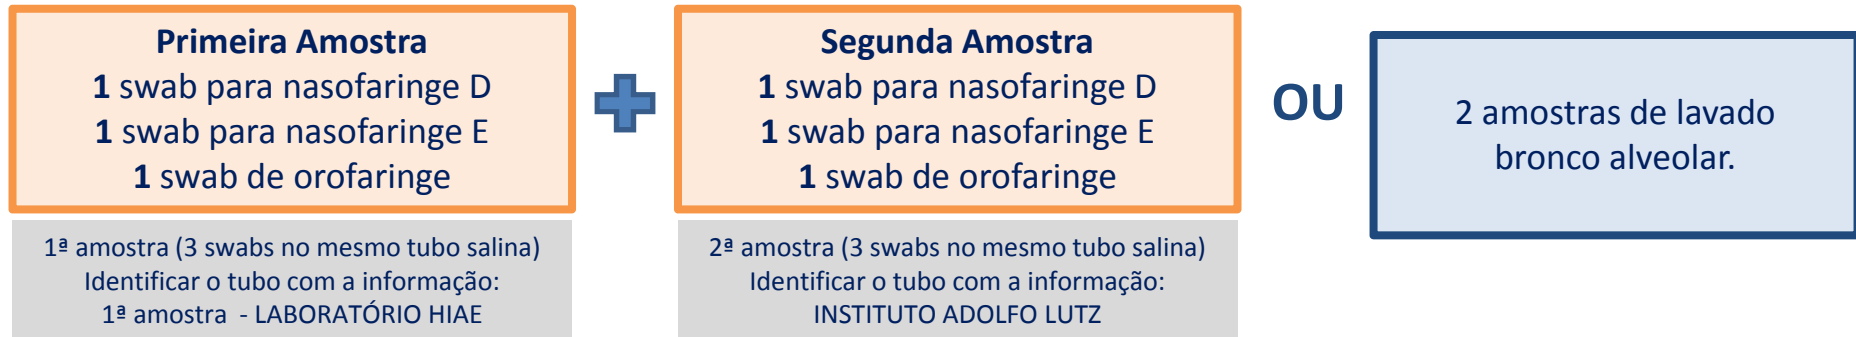 Primeira Amostra
1 swab para nasofaringe D
1 swab para nasofaringe E
1 swab de orofaringe
1ª amostra (3 swabs no mesmo tubo salina)
Identificar o tubo com a informação:
1ª amostra - LABORATÓRIO HIAE
Segunda Amostra
1 swab para nasofaringe D
1 swab para nasofaringe E
1 swab de orofaringe
2ª amostra (3 swabs no mesmo tubo salina)
Identificar o tubo com a informação:
INSTITUTO ADOLFO LUTZ
OU
2 amostras de lavado
bronco alveolar.